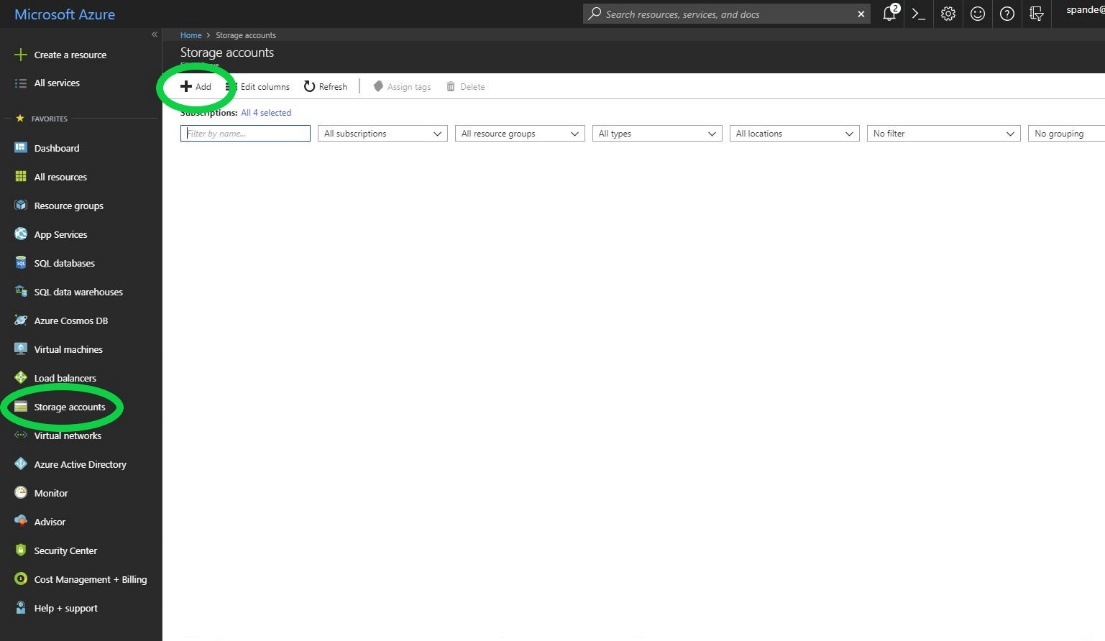 Microsoft Azure
Search resources, services, and docs
2
spande@
Create a resource
All services
FAVORITES
Dashboard
All resources
Resource groups
App Services
SQL databases
SQL data warehouses
Azure Cosmos DB
Virtual machines
Load balancers
Storage accounts
Virtual networks
Azure Active Directory
Monitor
Advisor
Security Center
Cost Management + Billing
Help + support
Home > Storage accounts
Storage accounts
Add Edit columns Refresh Assign tags Delete
Subscriptions: All 4 selected
Filter by name... All subscriptions All resource groups All types All locations No filter No grouping